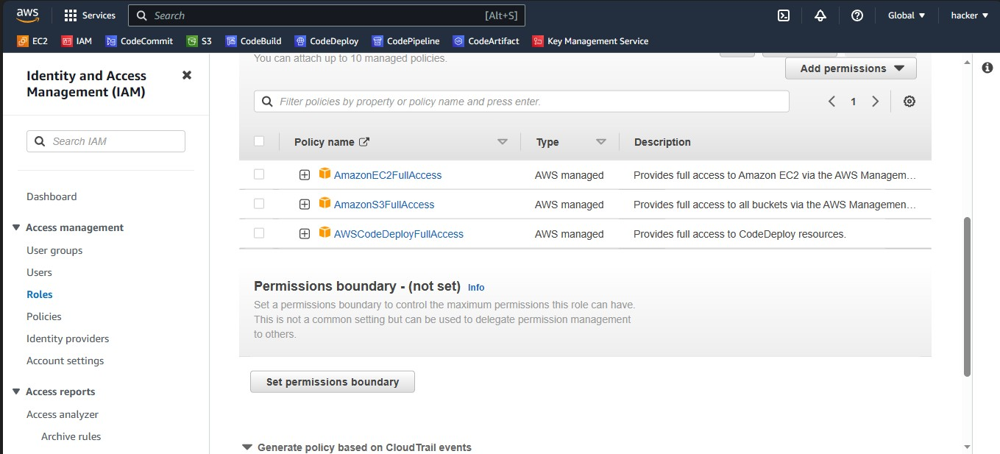 aws
Services
Search
[Alt+S]
Global
hacker
EC2
IAM
CodeCommit
S3
CodeBuild
CodeDeploy
CodePipeline
CodeArtifact
Key Management Service
Identity and Access
Management (IAM)
Search IAM
Dashboard
Access management
User groups
Users
Roles
Policies
Identity providers
Account settings
Access reports
Access analyzer
Archive rules
You can attach up to 10 managed policies.
Add permissions
Filter policies by property or policy name and press enter.
1
Policy name Type Description
AmazonEC2FullAccess AWS managed Provides full access to Amazon EC2 via the AWS Managem…
AmazonS3FullAccess AWS managed Provides full access to all buckets via the AWS Managemen…
AWSCodeDeployFullAccess AWS managed Provides full access to CodeDeploy resources.
Permissions boundary - (not set) Info
Set a permissions boundary to control the maximum permissions this role can have.
This is not a common setting but can be used to delegate permission management
to others.
Set permissions boundary
Generate policy based on CloudTrail events